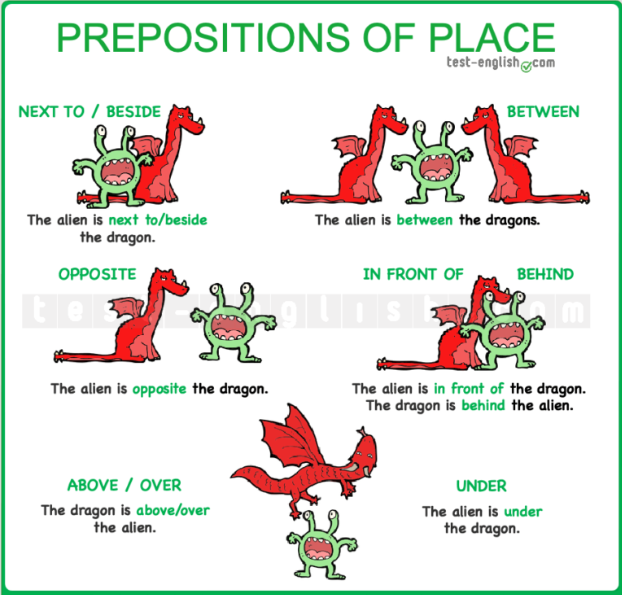 PREPOSITIONS OF PLACE
test-english.com
NEXT TO / BESIDE
The alien is next to/beside
the dragon.
BETWEEN
The alien is between the dragons.
OPPOSITE
The alien is opposite the dragon.
IN FRONT OF
BEHIND
The alien is in front of the dragon.
The dragon is behind the alien.
ABOVE / OVER
The dragon is above/over
the alien.
UNDER
The alien is under
the dragon.